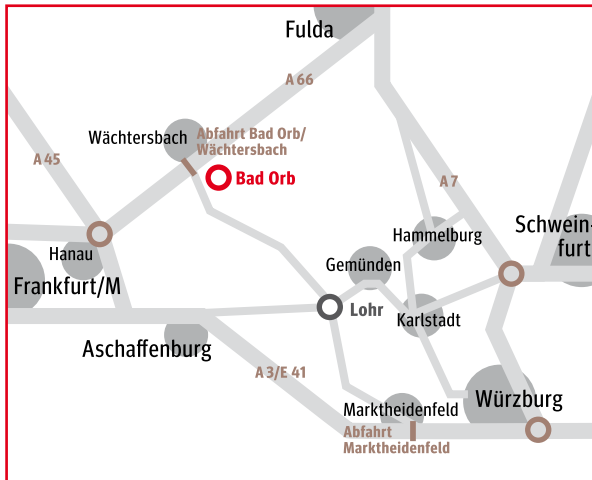 Fulda
A 66
Wächtersbach
Abfahrt Bad Orb/
Wächtersbach
A 45
Bad Orb
A 7
Hammelburg
Schwein-
furt
Hanau
Gemünden
Frankfurt/M
Lohr
Karlstadt
Aschaffenburg
A 3/E 41
Marktheidenfeld
Würzburg
Abfahrt
Marktheidenfeld